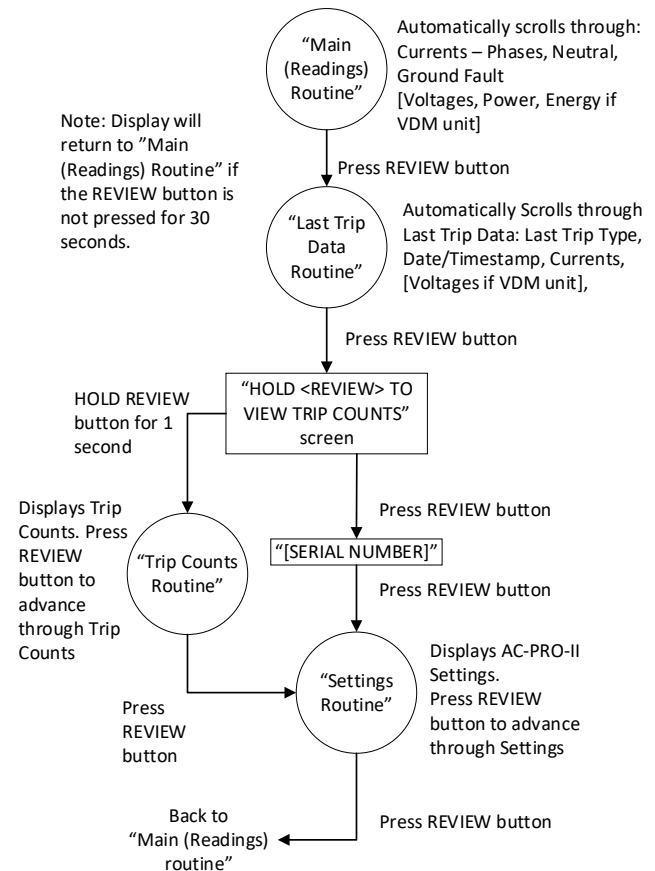 “Main
(Readings)
Routine”
Automatically scrolls through:
Currents – Phases, Neutral,
Ground Fault
[Voltages, Power, Energy if
VDM unit]
Note: Display will
return to ”Main
(Readings) Routine” if
the REVIEW button is
not pressed for 30
seconds.
Press REVIEW button
“Last Trip
Data
Routine”
Automatically Scrolls through
Last Trip Data: Last Trip Type,
Date/Timestamp, Currents,
[Voltages if VDM unit],
Press REVIEW button
“HOLD <REVIEW> TO
VIEW TRIP COUNTS”
screen
HOLD REVIEW
button for 1
second
Displays Trip
Counts. Press
REVIEW
button to
advance
through Trip
Counts
“Trip Counts
Routine”
Press REVIEW button
“[SERIAL NUMBER]”
Press REVIEW button
“Settings
Routine”
Displays AC-PRO-II
Settings.
Press REVIEW
button to advance
through Settings
Press
REVIEW
button
Press REVIEW button
Back to
“Main (Readings)
routine”